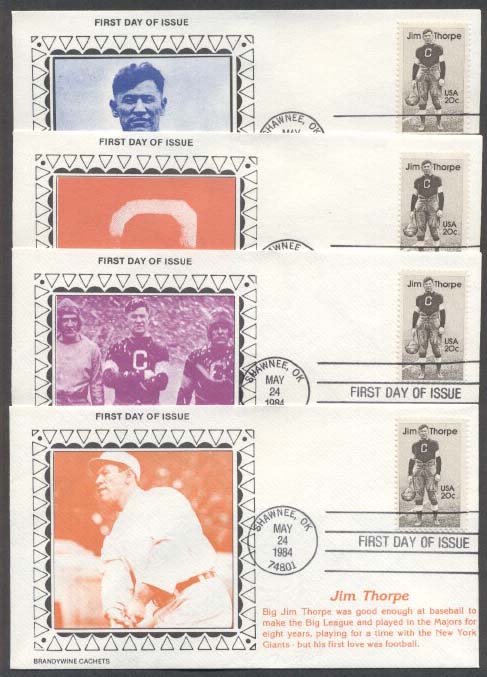 FIRST DAY OF ISSUE
Jim Thorpe
C
USA
20c
SHAWNEE, OK
MAY
FIRST DAY OF ISSUE
Jim Thorpe
C
USA
20c
SHAWNEE
FIRST DAY OF ISSUE
Jim Thorpe
C
USA
20c
C
C
SHAWNEE, OK
MAY
24
1984
FIRST DAY OF ISSUE
FIRST DAY OF ISSUE
Jim Thorpe
C
USA
20c
SHAWNEE, OK
MAY
24
1984
74801
FIRST DAY OF ISSUE
Jim Thorpe
Big Jim Thorpe was good enough at baseball to
make the Big League and played in the Majors for
eight years, playing for a time with the New York
Giants - but his first love was football.
BRANDYWINE CACHETS